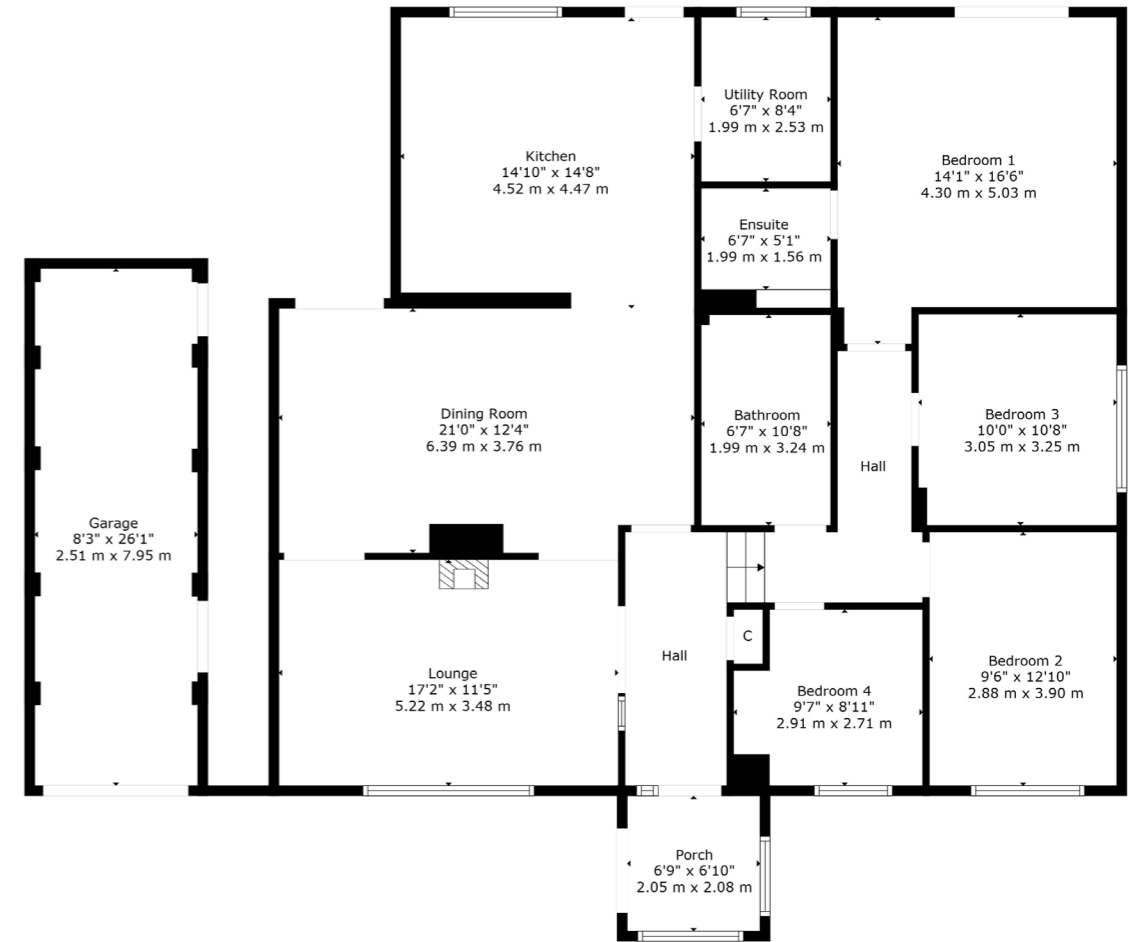 Utility Room
6'7" x 8'4"
1.99 m x 2.53 m
Kitchen
14'10" x 14'8"
4.52 m x 4.47 m
Bedroom 1
14'1" x 16'6"
4.30 m x 5.03 m
Ensuite
6'7" x 5'1"
1.99 m x 1.56 m
Dining Room
21'0" x 12'4"
6.39 m x 3.76 m
Bathroom
6'7" x 10'8"
1.99 m x 3.24 m
Bedroom 3
10'0" x 10'8"
3.05 m x 3.25 m
Hall
Garage
8'3" x 26'1"
2.51 m x 7.95 m
C
Hall
Lounge
17'2" x 11'5"
5.22 m x 3.48 m
Bedroom 2
9'6" x 12'10"
2.88 m x 3.90 m
Bedroom 4
9'7" x 8'11"
2.91 m x 2.71 m
Porch
6'9" x 6'10"
2.05 m x 2.08 m